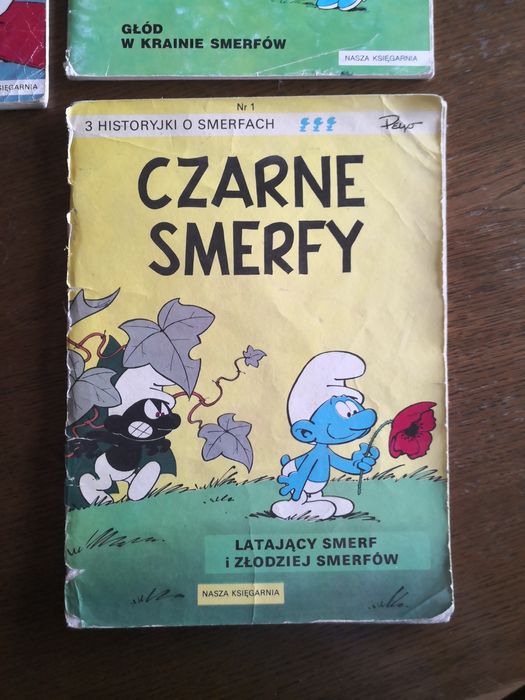 GŁÓD
W KRAINIE SMERFÓW
NASZA KSIĘGARNIA
Nr 1
3 HISTORYJKI O SMERFACH
Peyo
CZARNE
SMERFY
LATAJĄCY SMERF
i ZŁODZIEJ SMERFÓW
NASZA KSIĘGARNIA